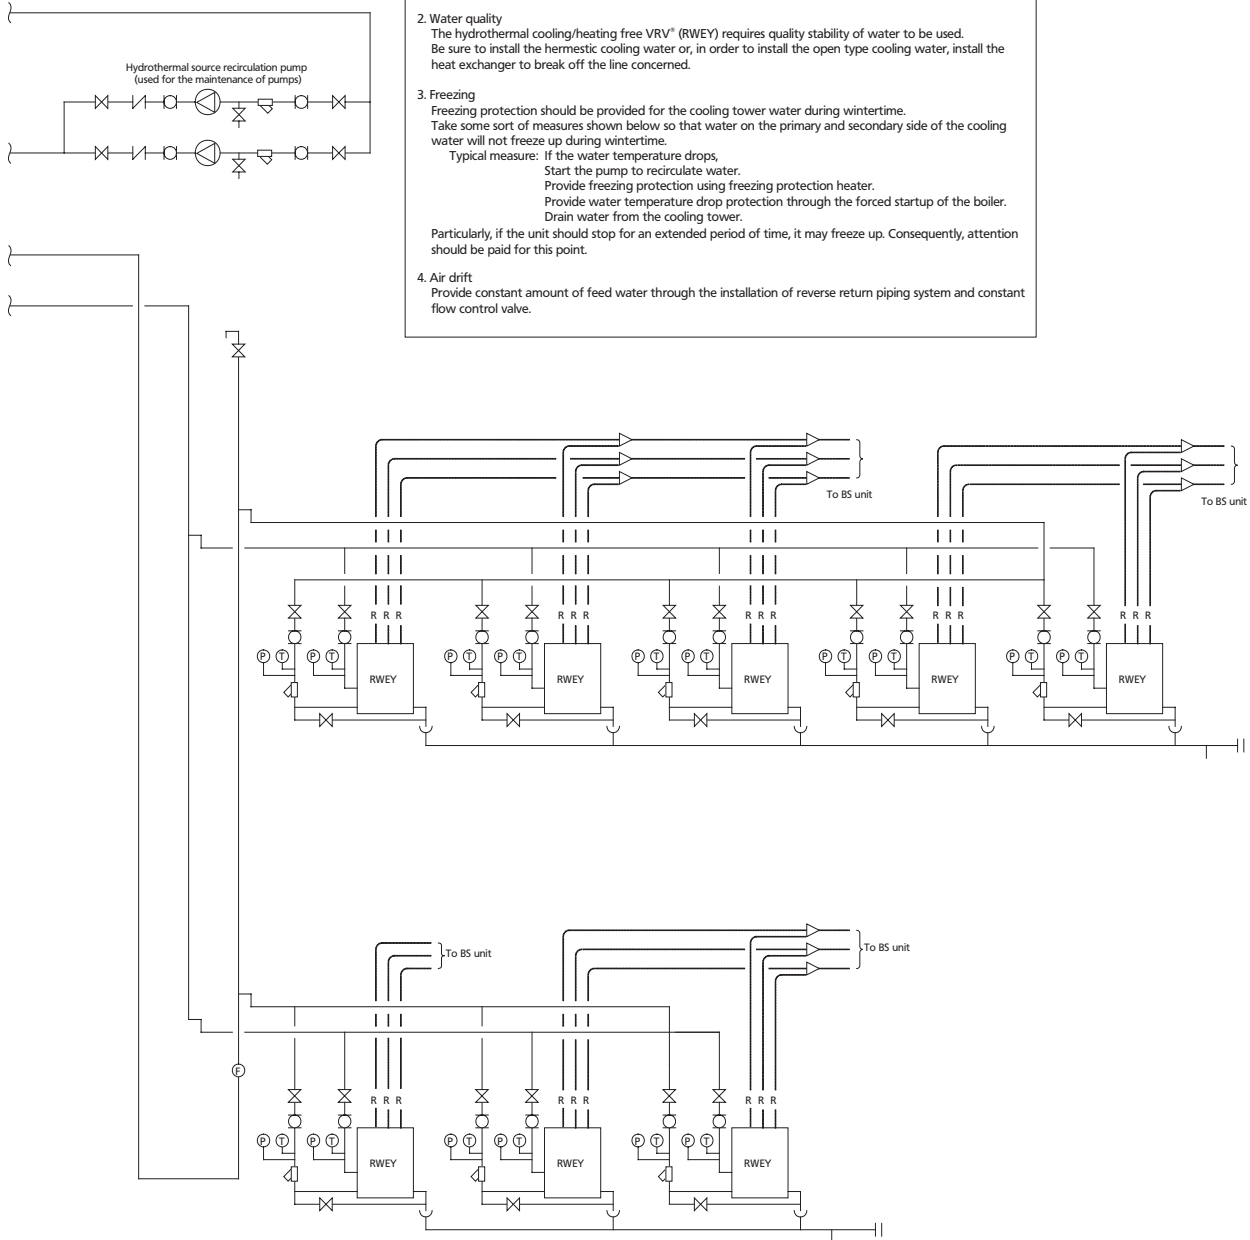 2. Water quality
The hydrothermal cooling/heating free VRV® (RWEY) requires quality stability of water to be used.
Be sure to install the hermestic cooling water or, in order to install the open type cooling water, install the
heat exchanger to break off the line concerned.
3. Freezing
Freezing protection should be provided for the cooling tower water during wintertime.
Take some sort of measures shown below so that water on the primary and secondary side of the cooling
water will not freeze up during wintertime.
Typical measure: If the water temperature drops,
Start the pump to recirculate water.
Provide freezing protection using freezing protection heater.
Provide water temperature drop protection through the forced startup of the boiler.
Drain water from the cooling tower.
Particularly, if the unit should stop for an extended period of time, it may freeze up. Consequently, attention
should be paid for this point.
4. Air drift
Provide constant amount of feed water through the installation of reverse return piping system and constant
flow control valve.
Hydrothermal source recirculation pump
(used for the maintenance of pumps)
To BS unit
To BS unit
R R R R R R R R R R R R R R R
P T P T P T P T P T P T P T P T P T P T
RWEY RWEY RWEY RWEY RWEY
To BS unit
To BS unit
F
R R R R R R R R R
P T P T P T P T P T P T
RWEY RWEY RWEY